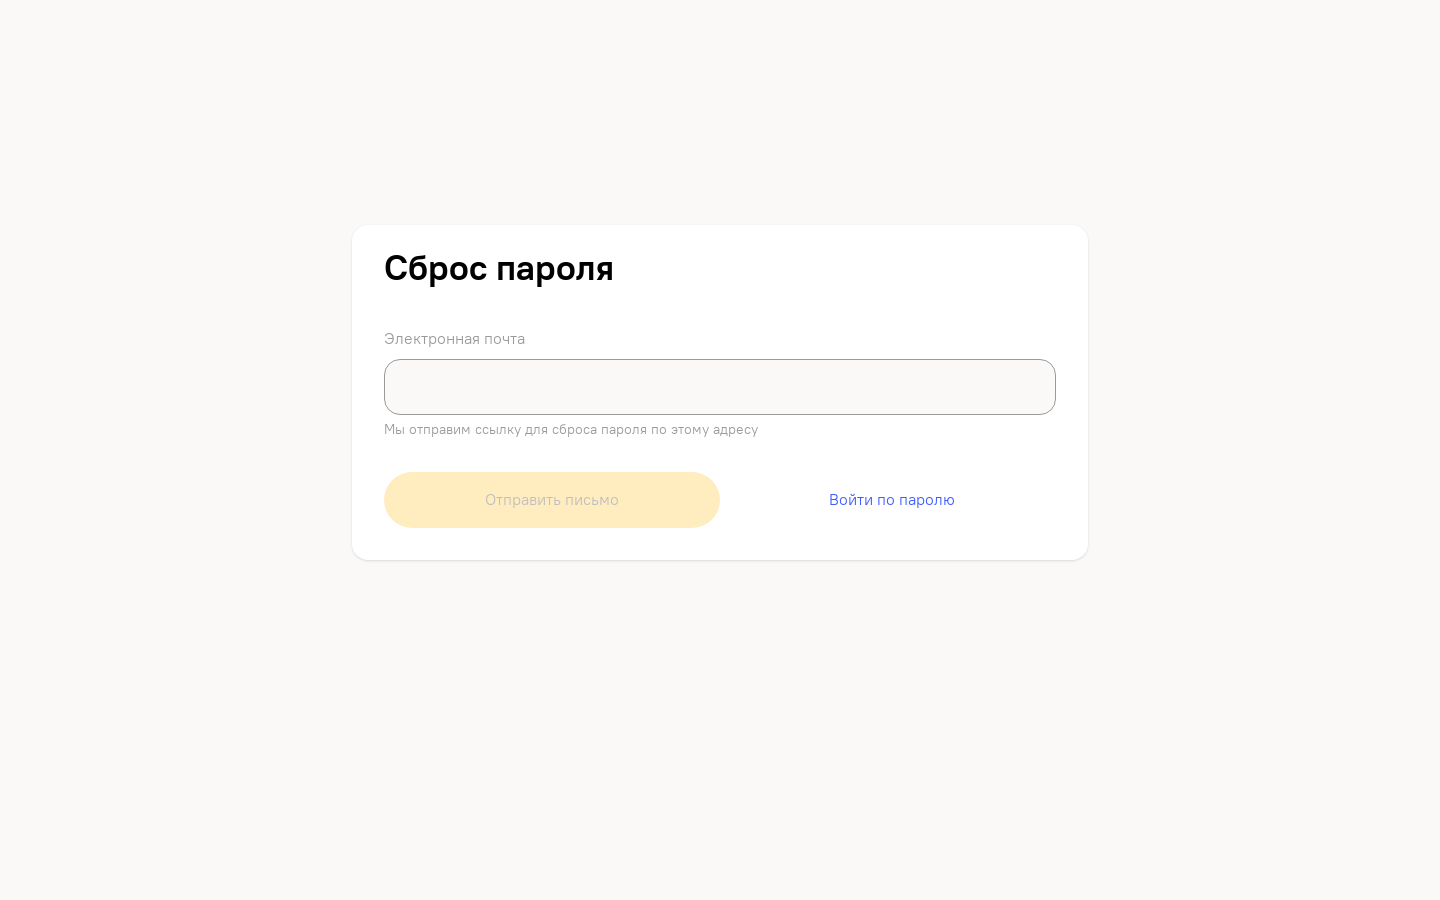 Сброс пароля
Электронная почта
Мы отправим ссылку для сброса пароля по этому адресу
Отправить письмо
Войти по паролю